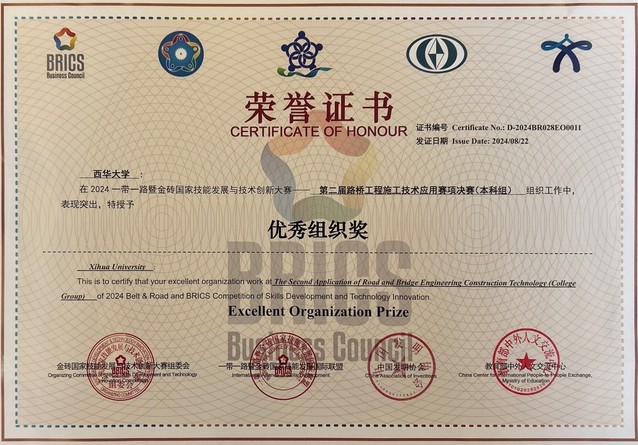 BRICS
Business Council
荣誉证书
CERTIFICATE OF HONOUR
证书编号 Certificate No.: D-2024BR028EO0011
发证日期 Issue Date: 2024/08/22
西华大学 :
在 2024 一带一路暨金砖国家技能发展与技术创新大赛—— 第二届路桥工程施工技术应用赛项决赛(本科组) 组织工作中,
表现突出, 特授予
优秀组织奖
Xihua University :
This is to certify that your excellent organization work at The Second Application of Road and Bridge Engineering Construction Technology (College
Group) of 2024 Belt & Road and BRICS Competition of Skills Development and Technology Innovation.
Excellent Organization Prize
BRICS
Business Council
金砖国家技能发展与技术创新大赛组委会
一带一路暨金砖国家技能发展国际联盟
中国发明协会
教育部中外人文交流中心
China Association of Inventions
China Center for International People-to-People Exchange,
Ministry of Education